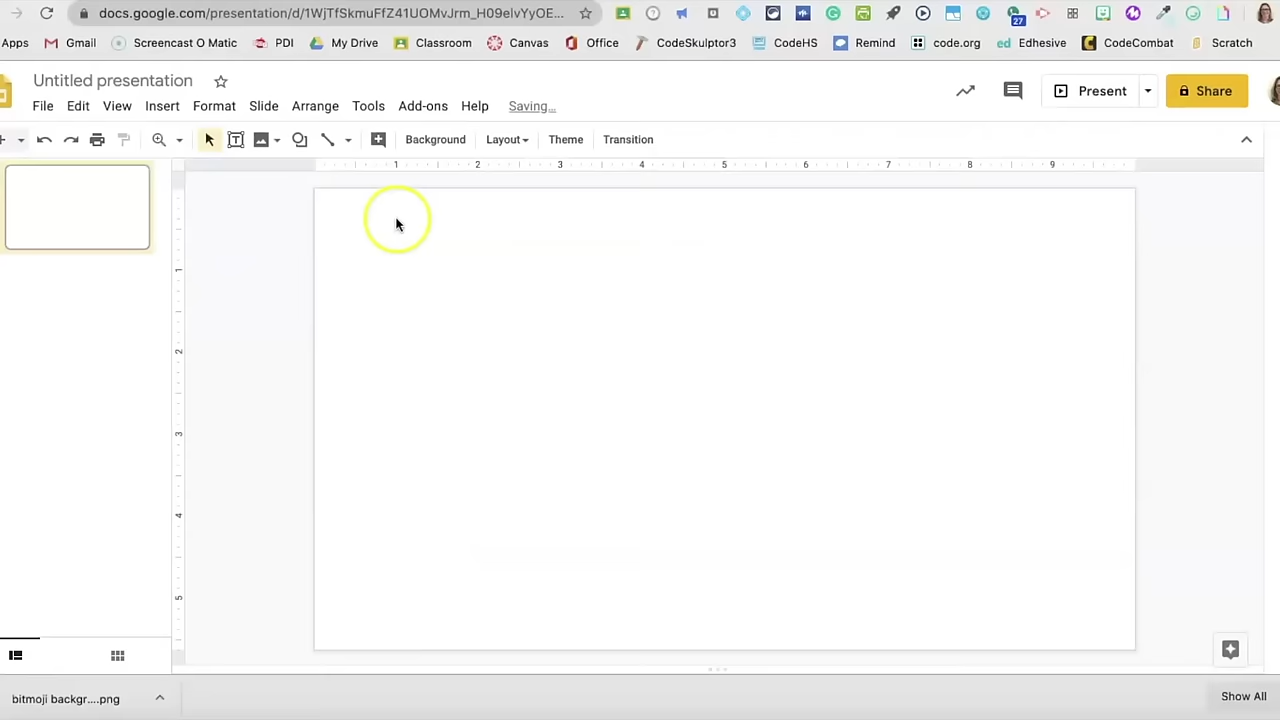 docs.google.com/presentation/d/1WjTfSkmuFfZ41UOMvJrm_H09elvYyOE...
27
Apps Gmail Screencast O Matic PDI My Drive Classroom Canvas Office CodeSkulptor3 CodeHS Remind code.org ed Edhesive CodeCombat Scratch
Untitled presentation
File Edit View Insert Format Slide Arrange Tools Add-ons Help Saving...
Present Share
Background Layout Theme Transition
1 2 3 4 5 6 7 8 9
1
2
3
4
5
bitmoji backgr....png
Show All